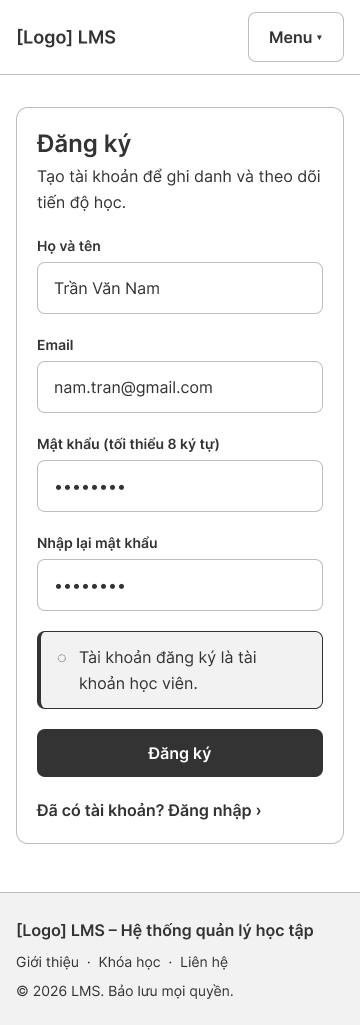 [Logo] LMS
Menu ▾
Đăng ký
Tạo tài khoản để ghi danh và theo dõi
tiến độ học.
Họ và tên
Trần Văn Nam
Email
nam.tran@gmail.com
Mật khẩu (tối thiểu 8 ký tự)
••••••••
Nhập lại mật khẩu
••••••••
○ Tài khoản đăng ký là tài
khoản học viên.
Đăng ký
Đã có tài khoản? Đăng nhập ›
[Logo] LMS – Hệ thống quản lý học tập
Giới thiệu · Khóa học · Liên hệ
© 2026 LMS. Bảo lưu mọi quyền.